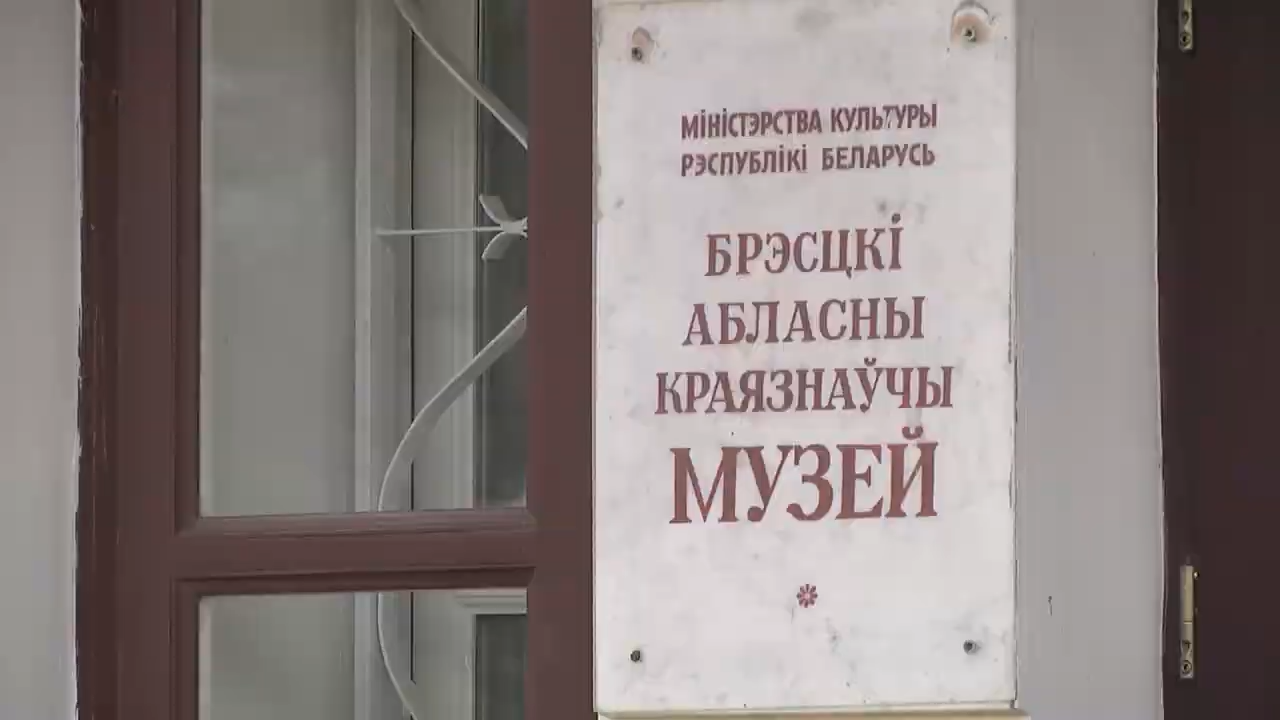 МІНІСТЭРСТВА КУЛЬТУРЫ
РЭСПУБЛІКІ БЕЛАРУСЬ
БРЭСЦКІ
АБЛАСНЫ
КРАЯЗНАЎЧЫ
МУЗЕЙ